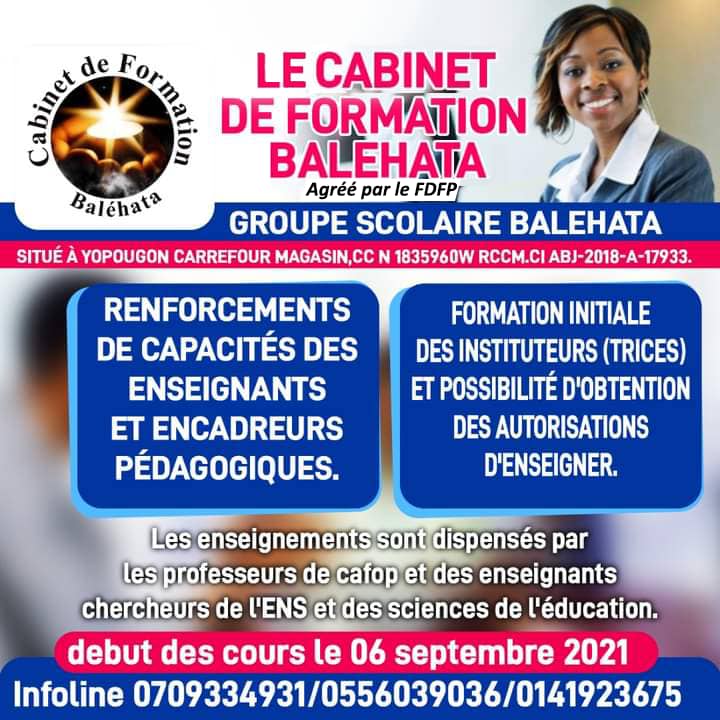 Cabinet de Formation
Baléhata
LE CABINET
DE FORMATION
BALEHATA
Agréé par le FDFP
GROUPE SCOLAIRE BALEHATA
SITUÉ À YOPOUGON CARREFOUR MAGASIN,CC N 1835960W RCCM.CI ABJ-2018-A-17933.
RENFORCEMENTS
DE CAPACITÉS DES
ENSEIGNANTS
ET ENCADREURS
PÉDAGOGIQUES.
FORMATION INITIALE
DES INSTITUTEURS (TRICES)
ET POSSIBILITÉ D'OBTENTION
DES AUTORISATIONS
D'ENSEIGNER.
Les enseignements sont dispensés par
les professeurs de cafop et des enseignants
chercheurs de l'ENS et des sciences de l'éducation.
debut des cours le 06 septembre 2021
Infoline 0709334931/0556039036/0141923675